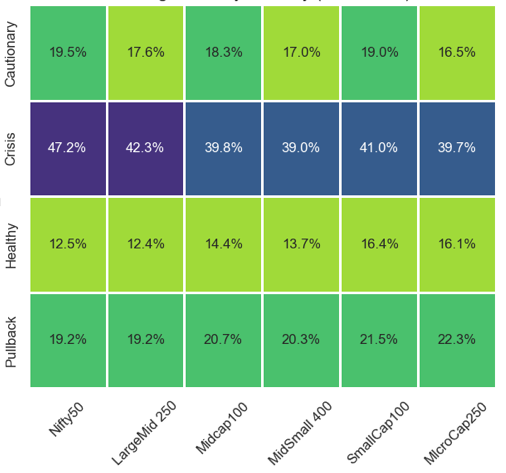 Cautionary 19.5% 17.6% 18.3% 17.0% 19.0% 16.5%
Crisis 47.2% 42.3% 39.8% 39.0% 41.0% 39.7%
Healthy 12.5% 12.4% 14.4% 13.7% 16.4% 16.1%
Pullback 19.2% 19.2% 20.7% 20.3% 21.5% 22.3%
Nifty50 LargeMid 250 Midcap100 MidSmall 400 SmallCap100 MIcroCap250